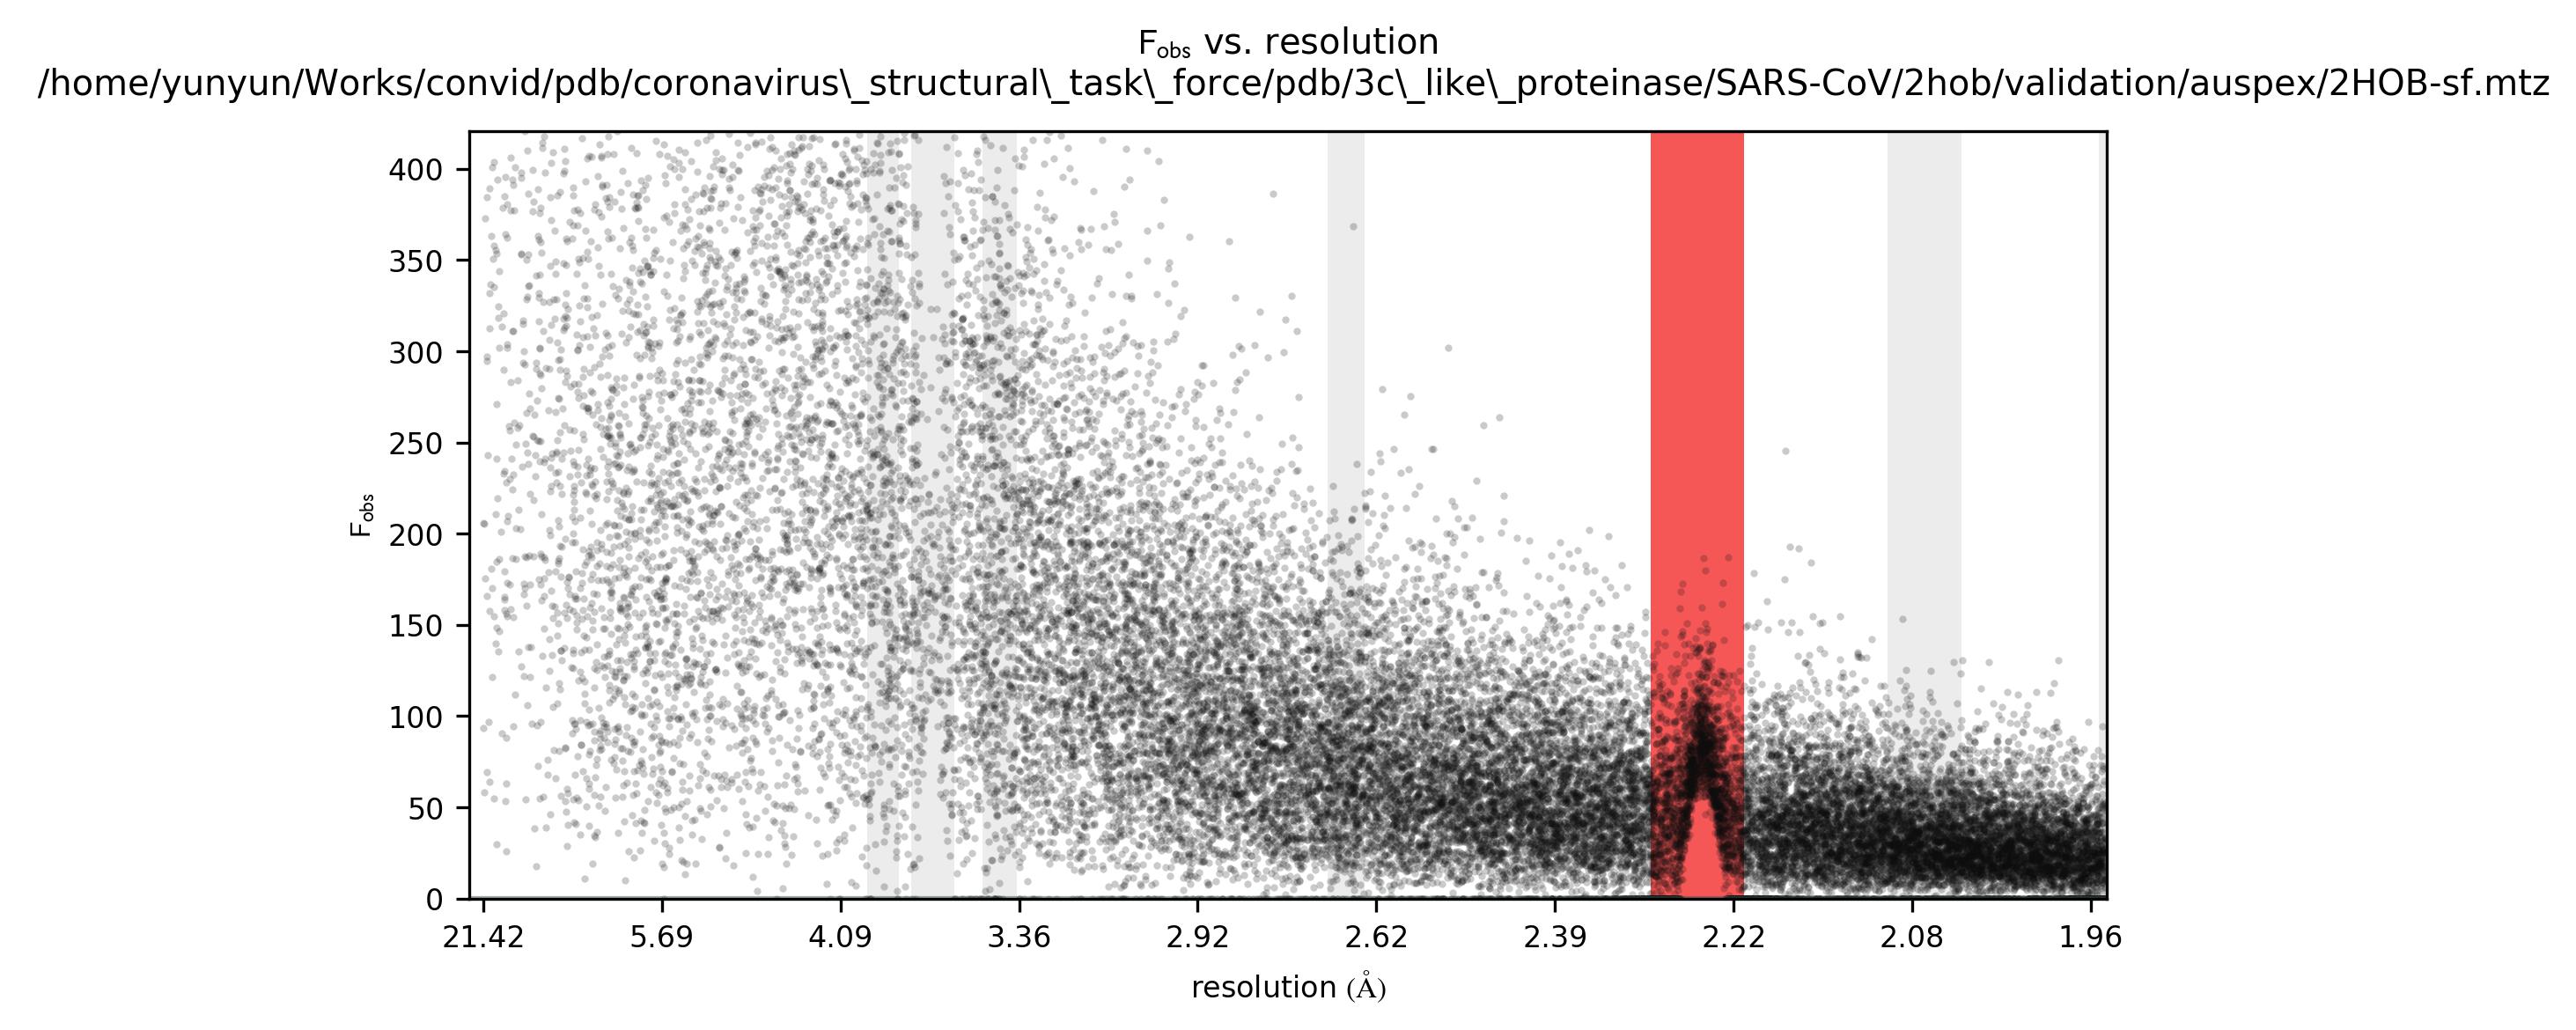 Fobs vs. resolution
/home/yunyun/Works/convid/pdb/coronavirus\_structural\_task\_force/pdb/3c\_like\_proteinase/SARS-CoV/2hob/validation/auspex/2HOB-sf.mtz
400
350
300
250
200
150
100
50
0
Fobs
21.42 5.69 4.09 3.36 2.92 2.62 2.39 2.22 2.08 1.96
resolution (Å)